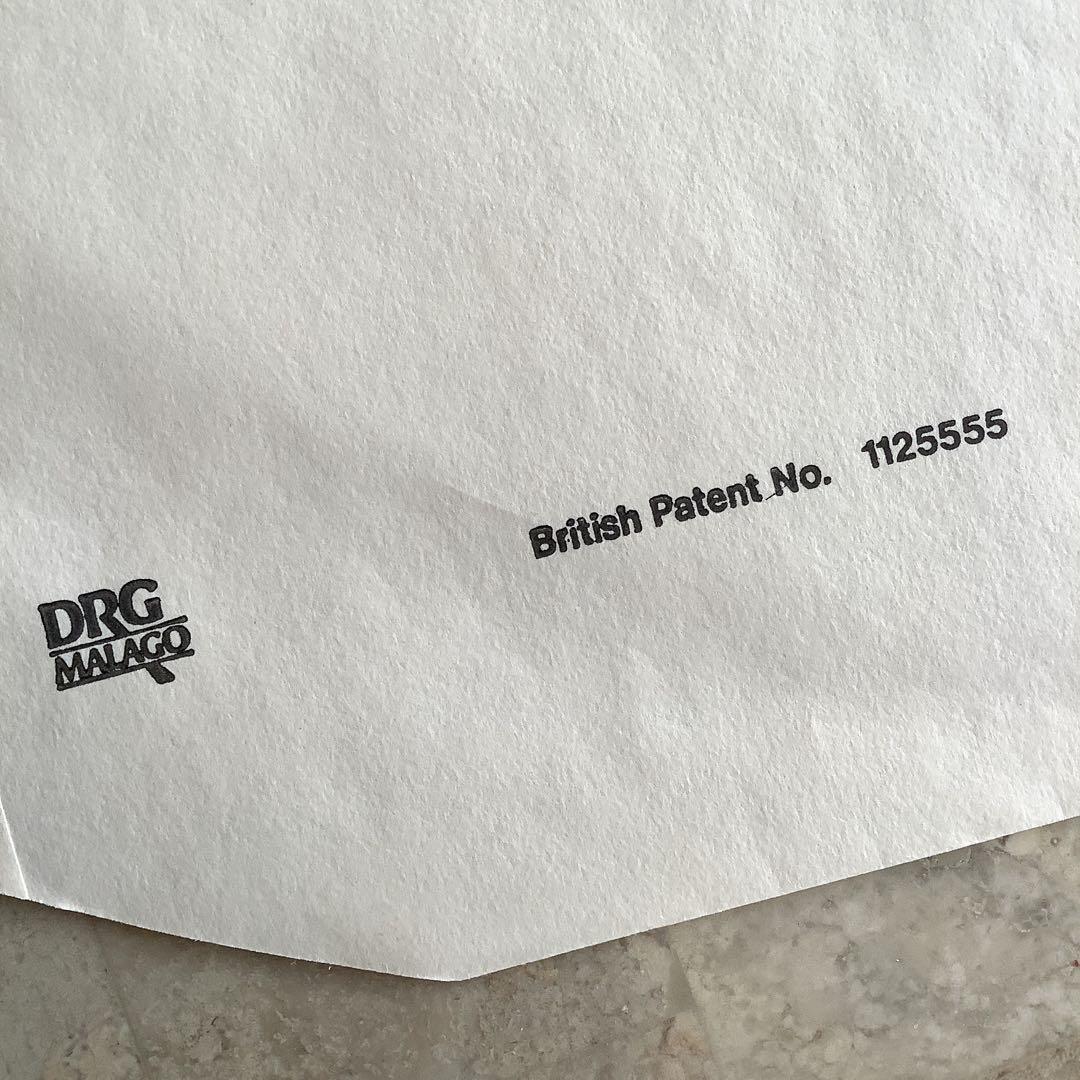 British Patent No. 1125555
DRG
MALAGO